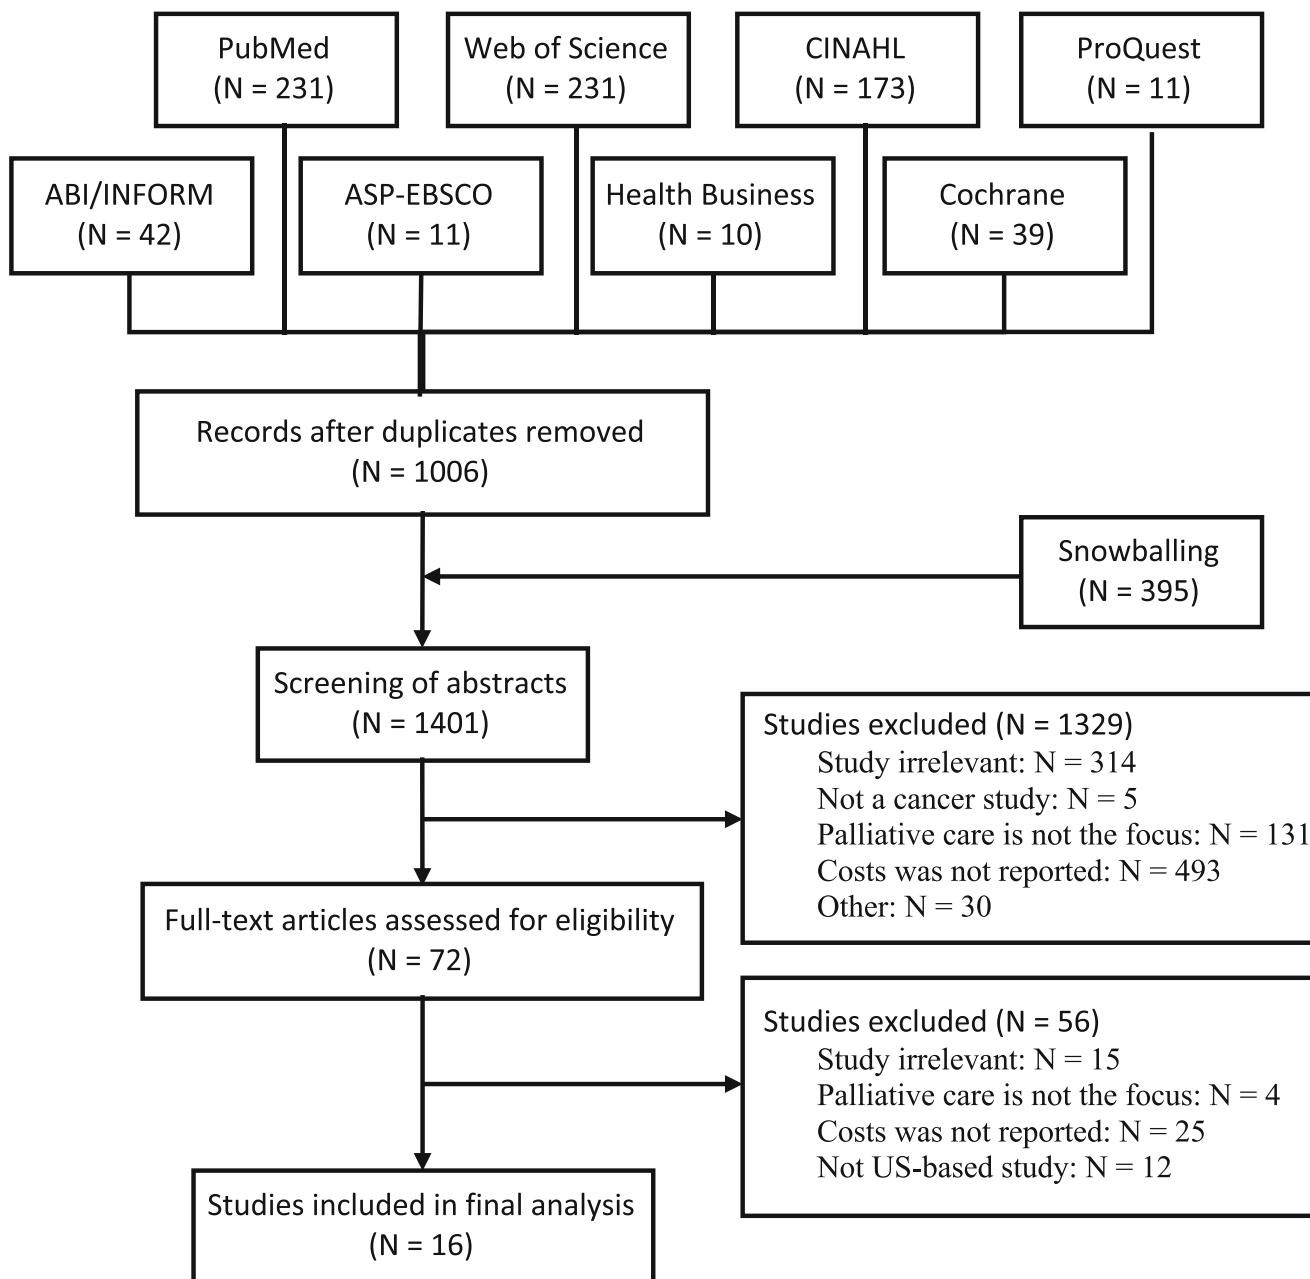 PubMed
(N = 231)
Web of Science
(N = 231)
CINAHL
(N = 173)
ProQuest
(N = 11)
ABI/INFORM
(N = 42)
ASP-EBSCO
(N = 11)
Health Business
(N = 10)
Cochrane
(N = 39)
Records after duplicates removed
(N = 1006)
Snowballing
(N = 395)
Screening of abstracts
(N = 1401)
Studies excluded (N = 1329)
Study irrelevant: N = 314
Not a cancer study: N = 5
Palliative care is not the focus: N = 131
Costs was not reported: N = 493
Other: N = 30
Full-text articles assessed for eligibility
(N = 72)
Studies excluded (N = 56)
Study irrelevant: N = 15
Palliative care is not the focus: N = 4
Costs was not reported: N = 25
Not US-based study: N = 12
Studies included in final analysis
(N = 16)